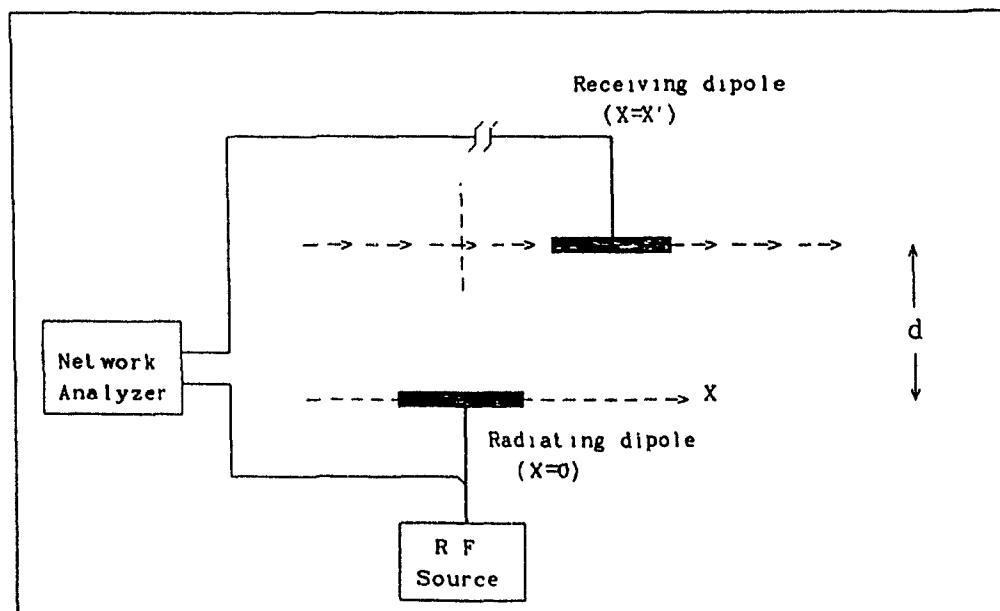 Receiving dipole
(X=X')
d
Network
Analyzer
X
Radiating dipole
(X=0)
R F
Source